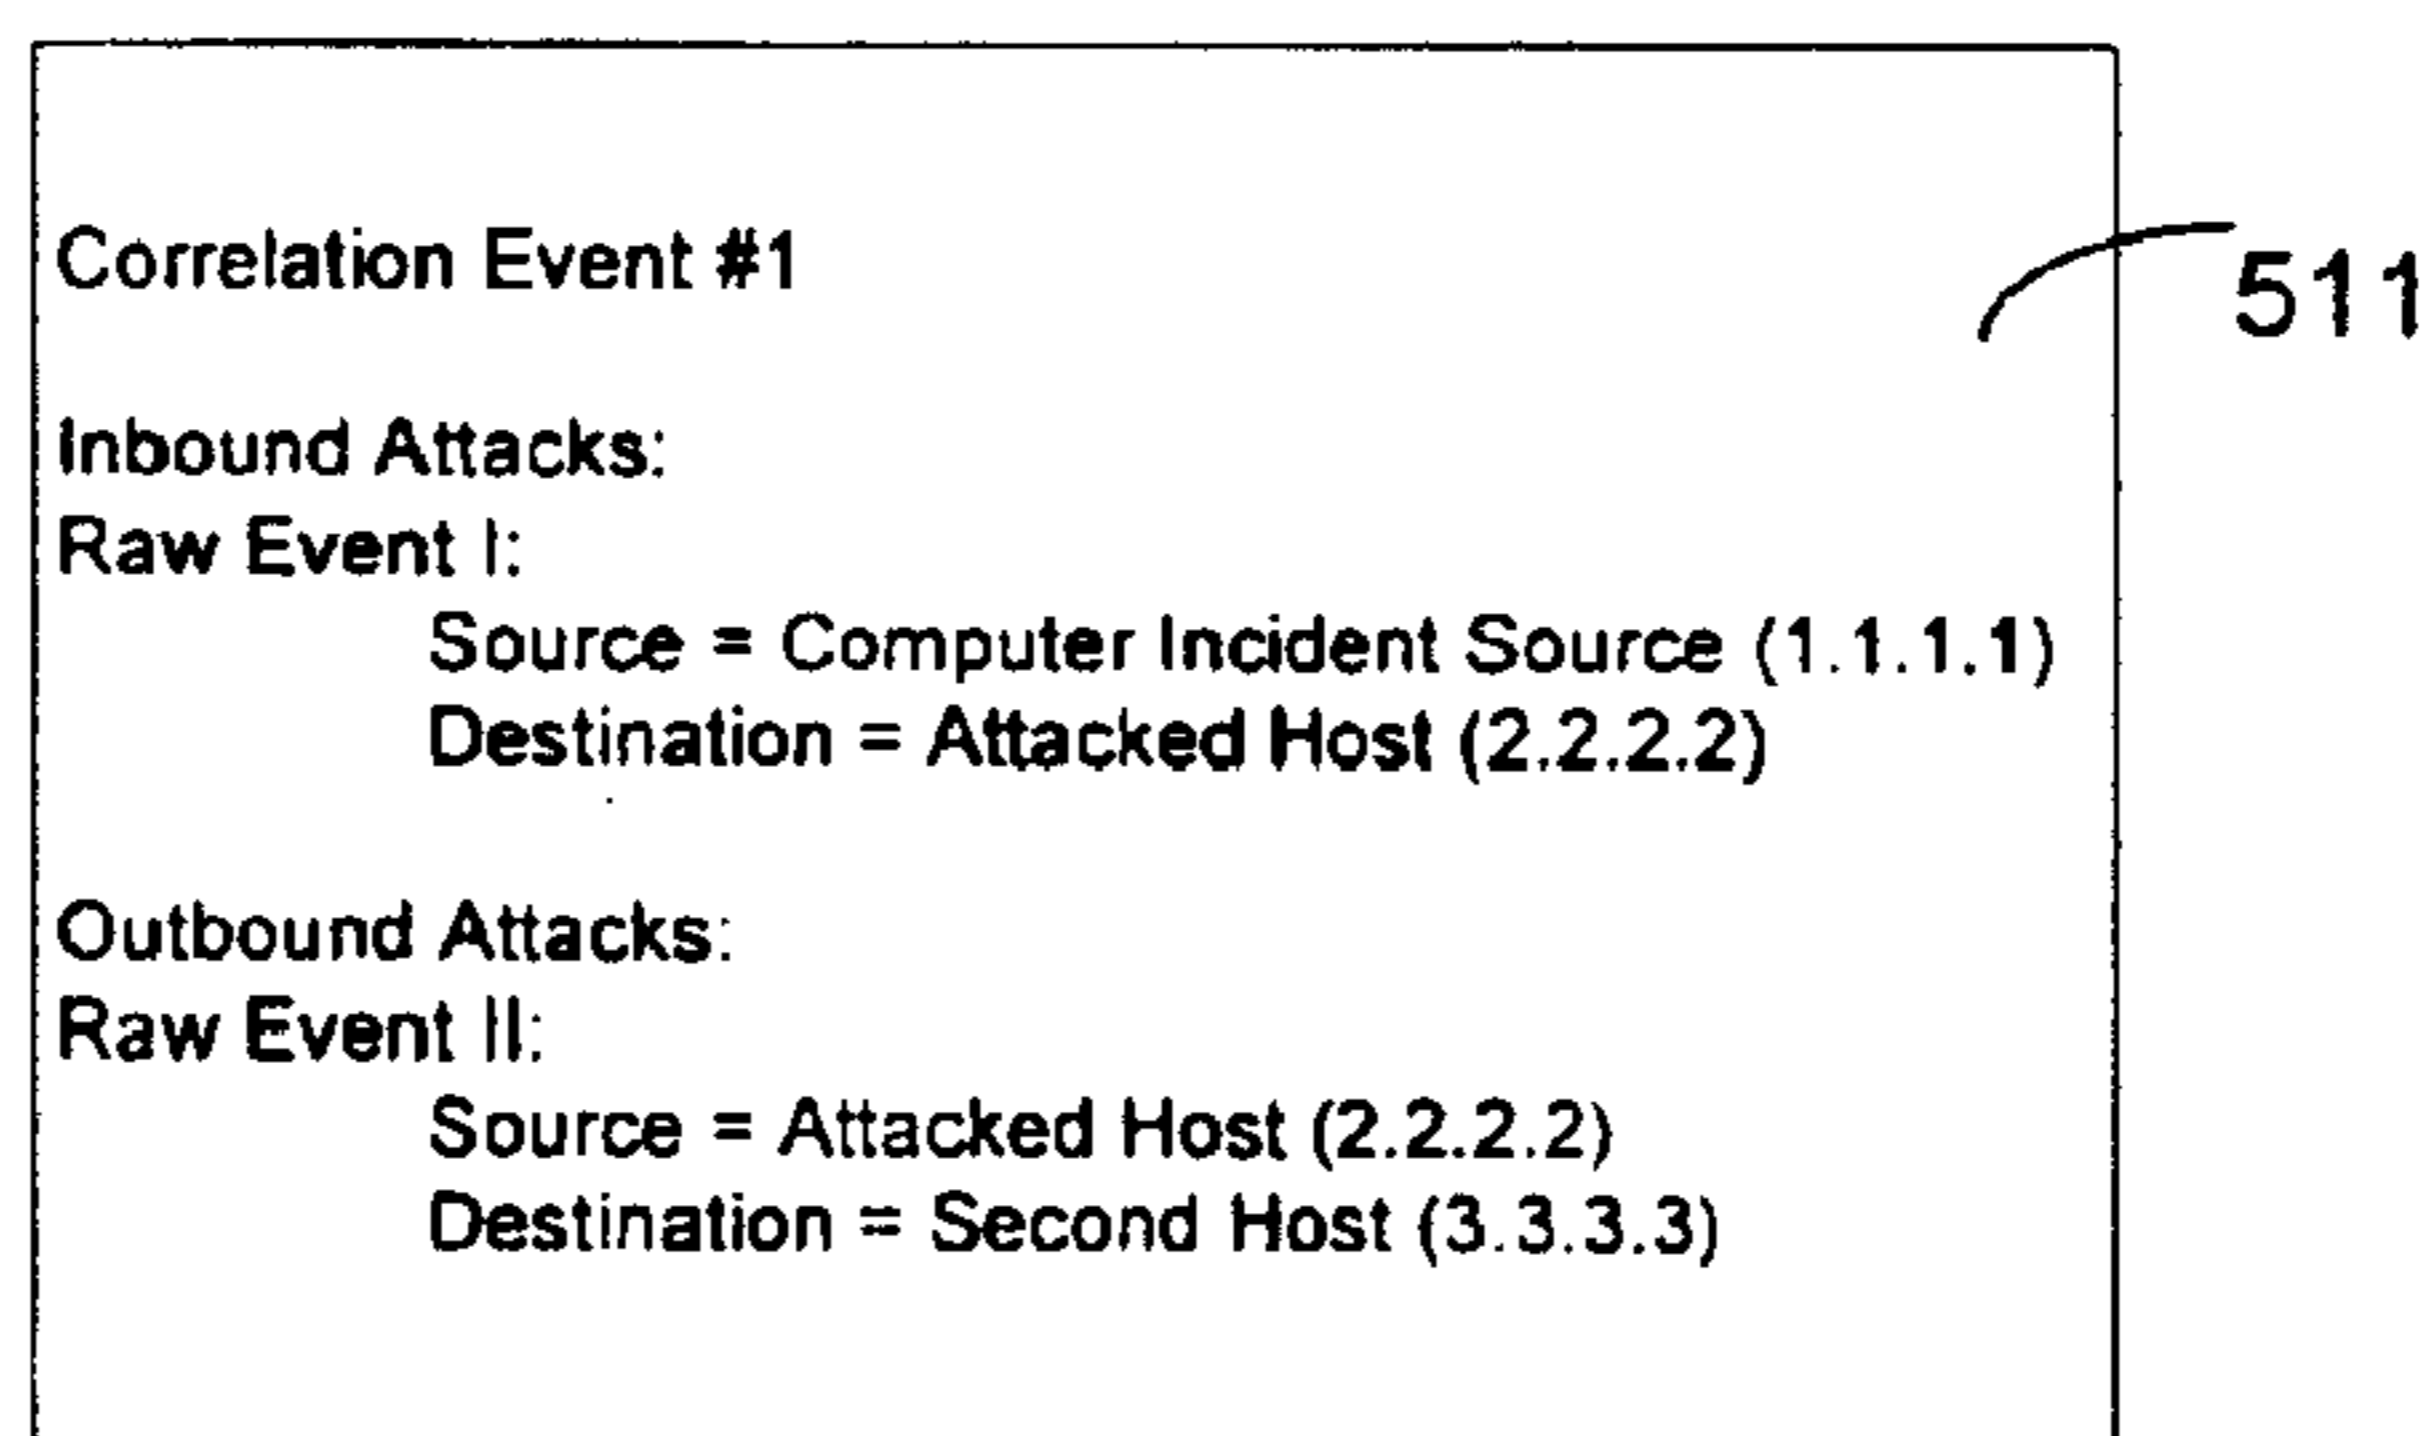 Correlation Event #1
511
Inbound Attacks:
Raw Event I:
Source = Computer Incident Source (1.1.1.1)
Destination = Attacked Host (2.2.2.2)
Outbound Attacks:
Raw Event II:
Source = Attacked Host (2.2.2.2)
Destination = Second Host (3.3.3.3)